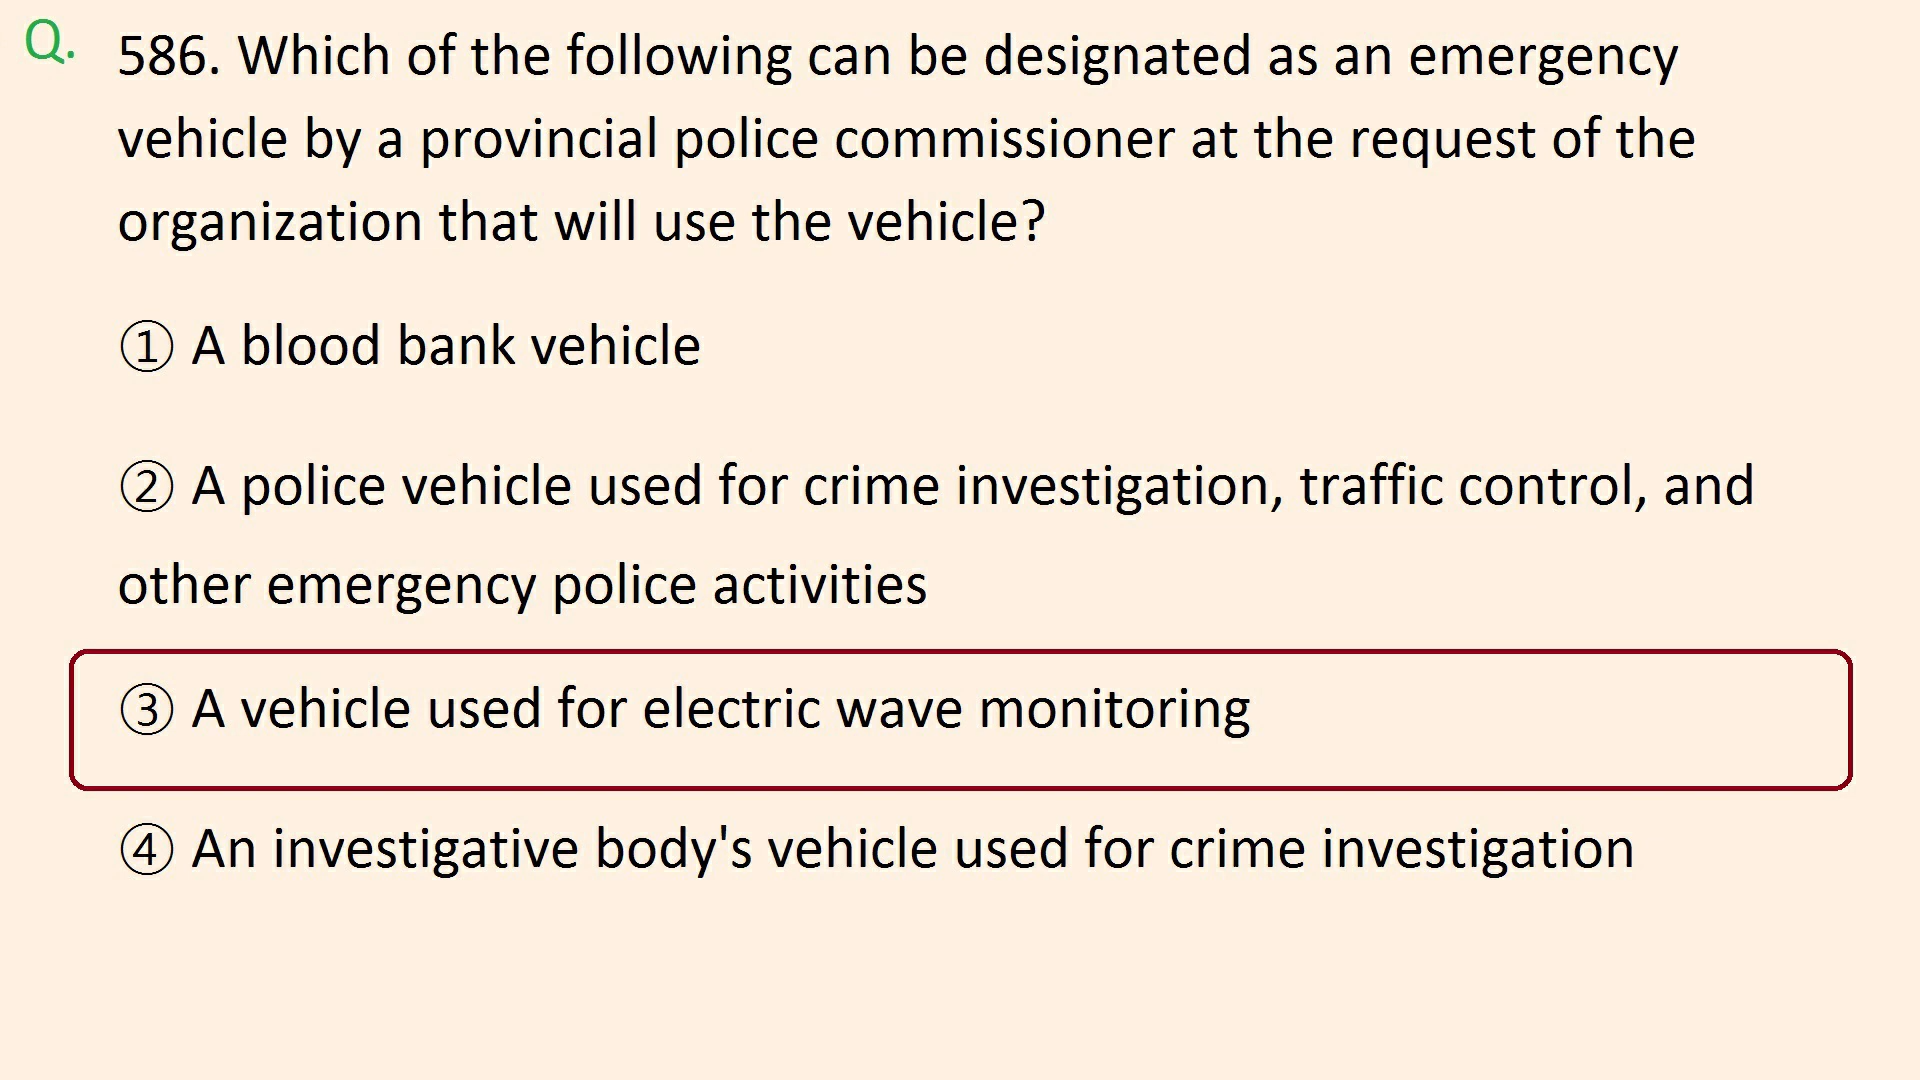 Q. 586. Which of the following can be designated as an emergency
vehicle by a provincial police commissioner at the request of the
organization that will use the vehicle?
① A blood bank vehicle
② A police vehicle used for crime investigation, traffic control, and
other emergency police activities
③ A vehicle used for electric wave monitoring
④ An investigative body's vehicle used for crime investigation